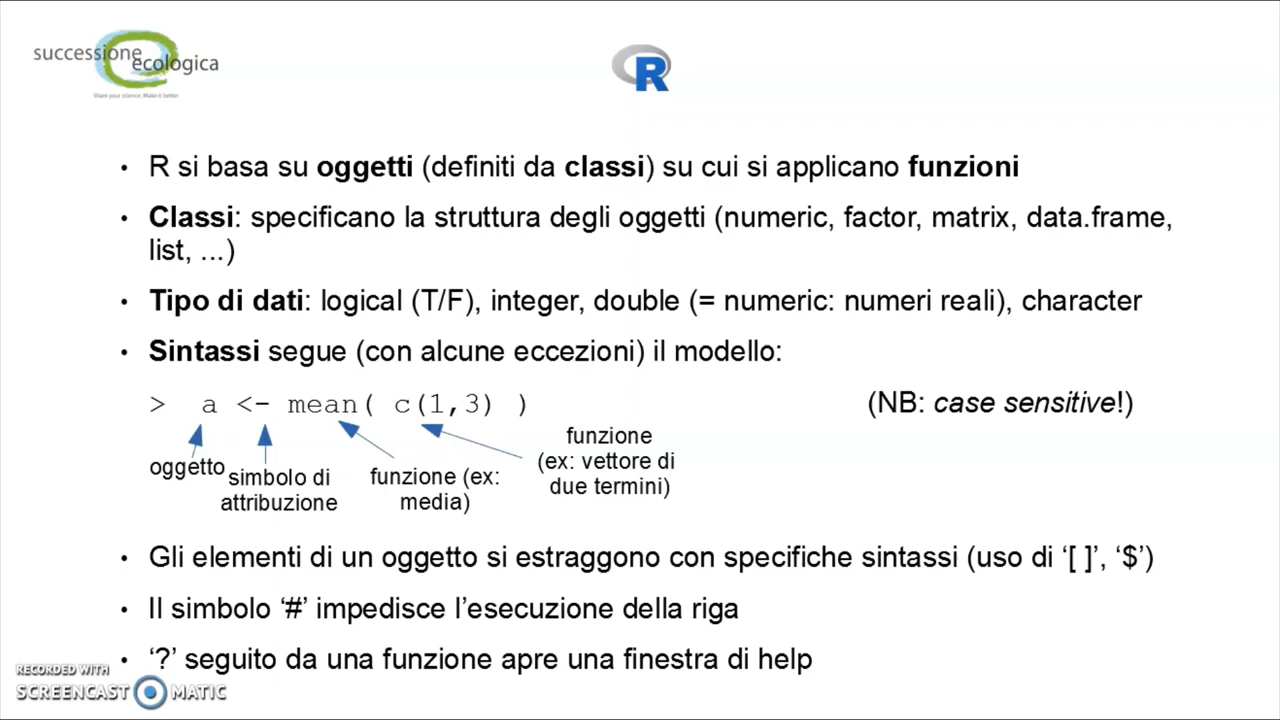 successione
ecologica
Share your science. Make it better
R
• R si basa su oggetti (definiti da classi) su cui si applicano funzioni
• Classi: specificano la struttura degli oggetti (numeric, factor, matrix, data.frame,
list, ...)
• Tipo di dati: logical (T/F), integer, double (= numeric: numeri reali), character
• Sintassi segue (con alcune eccezioni) il modello:
> a <- mean( c(1,3) )
(NB: case sensitive!)
oggetto
simbolo di
attribuzione
funzione (ex:
media)
funzione
(ex: vettore di
due termini)
• Gli elementi di un oggetto si estraggono con specifiche sintassi (uso di ‘[ ]’, ‘$’)
• Il simbolo ‘#’ impedisce l’esecuzione della riga
• ‘?’ seguito da una funzione apre una finestra di help
RECORDED WITH
SCREENCAST MATIC